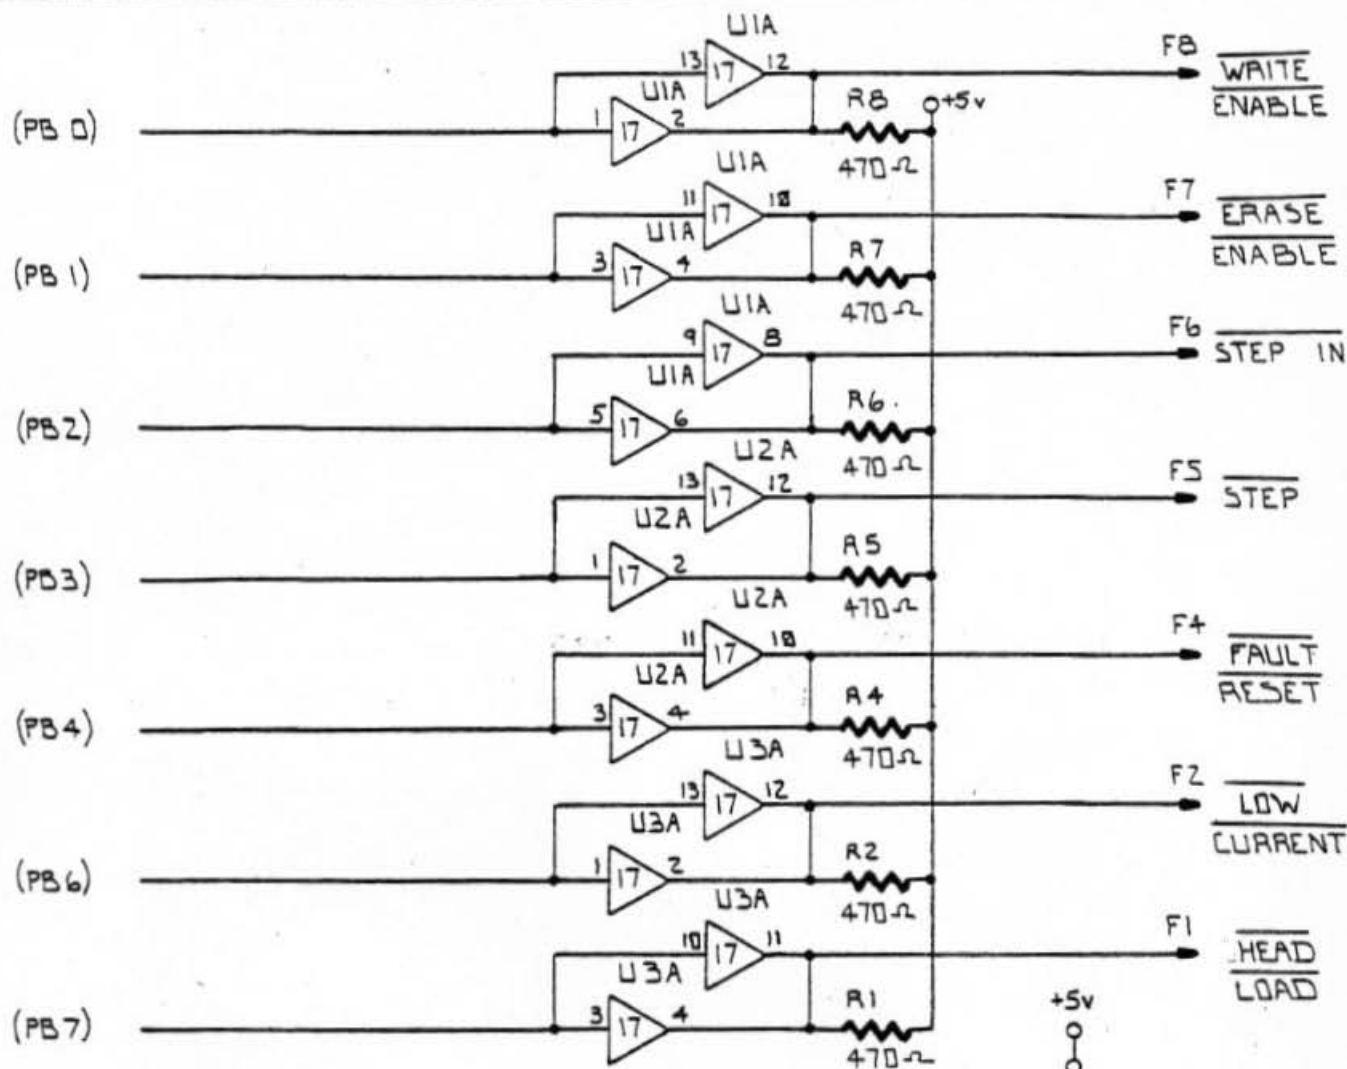 U1A
13 17 12
F8 WRITE
ENABLE
U1A
R8
+5v
(PB 0)
1 17 2
470Ω
U1A
11 17 10
F7 ERASE
ENABLE
U1A
R7
(PB 1)
3 17 4
470Ω
U1A
9 17 8
F6 STEP IN
U1A
R6.
(PB2)
5 17 6
470Ω
U2A
13 17 12
F5 STEP
U2A
R5
(PB3)
1 17 2
470Ω
U2A
11 17 10
F4 FAULT
RESET
U2A
R4
(PB4)
3 17 4
470Ω
U3A
13 17 12
F2 LOW
CURRENT
U3A
R2
(PB6)
1 17 2
470Ω
U3A
10 17 11
F1 HEAD
LOAD
U3A
R1
+5v
(PB7)
3 17 4
470Ω